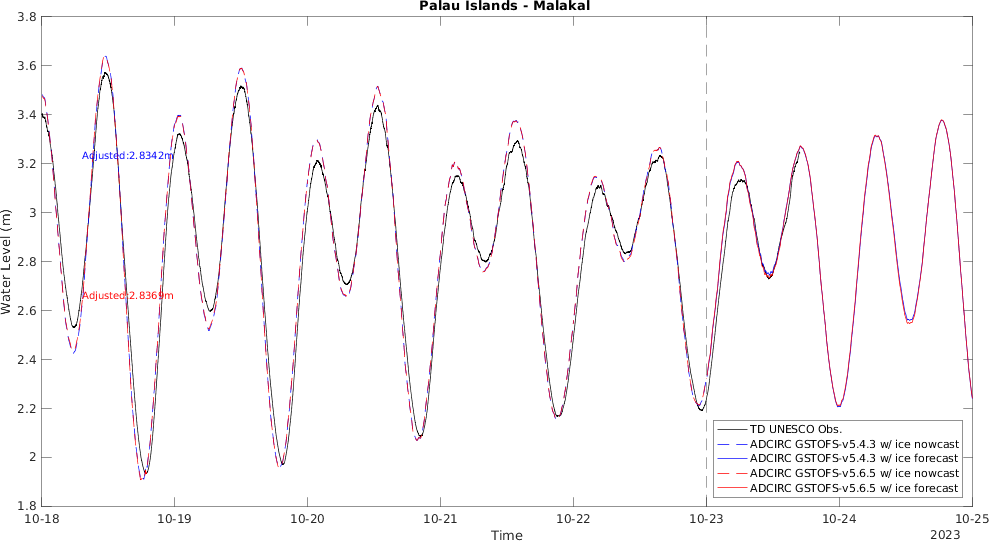 Palau Islands - Malakal
3.8
3.6
3.4
3.2
3
2.8
2.6
2.4
2.2
2
1.8
Water Level (m)
Adjusted:2.8342m
Adjusted:2.8369m
TD UNESCO Obs.
ADCIRC GSTOFS-v5.4.3 w/ ice nowcast
ADCIRC GSTOFS-v5.4.3 w/ ice forecast
ADCIRC GSTOFS-v5.6.5 w/ ice nowcast
ADCIRC GSTOFS-v5.6.5 w/ ice forecast
10-18 10-19 10-20 10-21 10-22 10-23 10-24 10-25
Time
2023